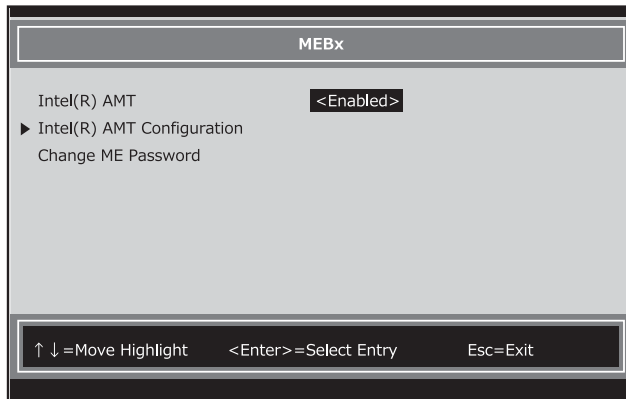 MEBx
Intel(R) AMT <Enabled>
▶ Intel(R) AMT Configuration
Change ME Password
↑↓=Move Highlight <Enter>=Select Entry Esc=Exit